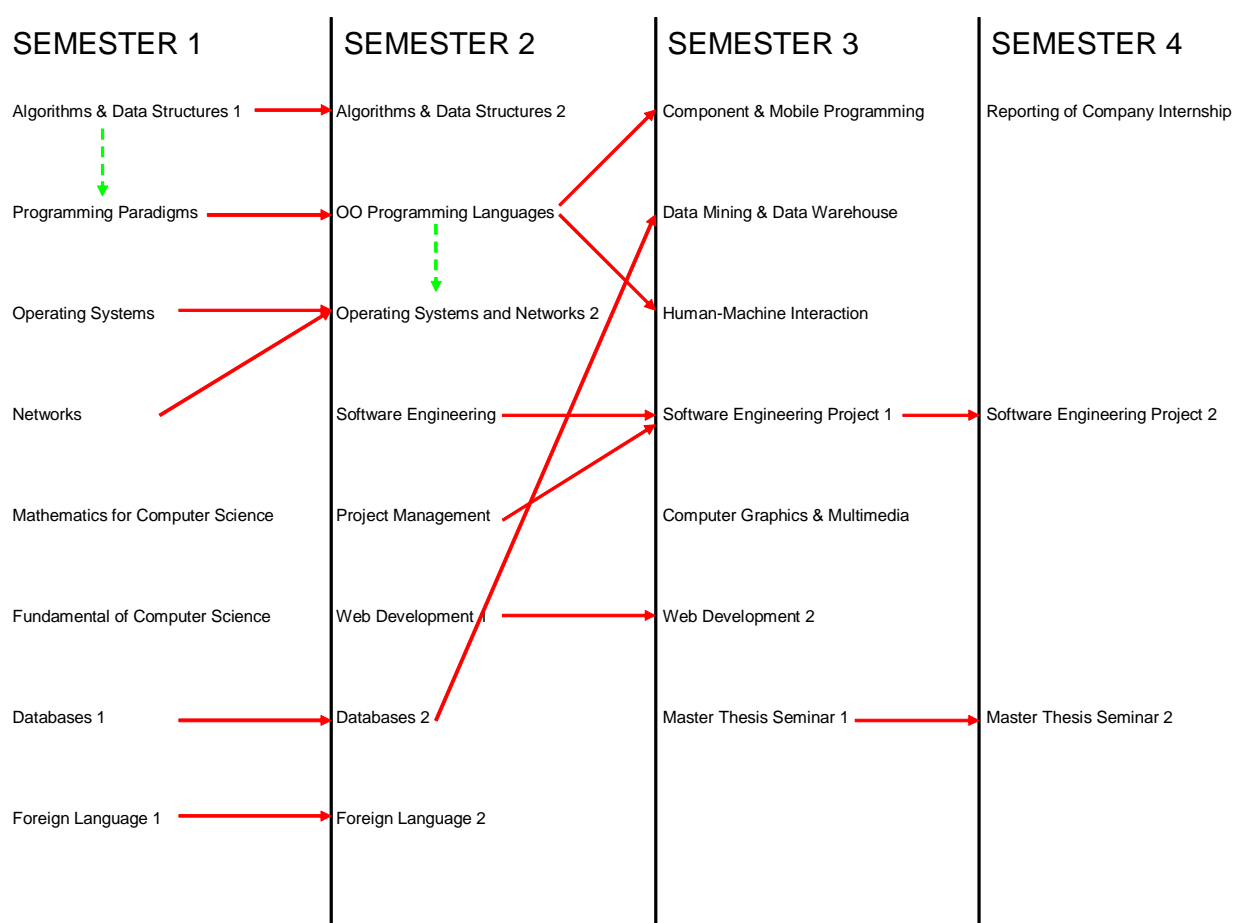 SEMESTER 1
SEMESTER 2
SEMESTER 3
SEMESTER 4
Algorithms & Data Structures 1
Algorithms & Data Structures 2
Component & Mobile Programming
Reporting of Company Internship
Programming Paradigms
OO Programming Languages
Data Mining & Data Warehouse
Operating Systems
Operating Systems and Networks 2
Human-Machine Interaction
Networks
Software Engineering
Software Engineering Project 1
Software Engineering Project 2
Mathematics for Computer Science
Project Management
Computer Graphics & Multimedia
Fundamental of Computer Science
Web Development 1
Web Development 2
Databases 1
Databases 2
Master Thesis Seminar 1
Master Thesis Seminar 2
Foreign Language 1
Foreign Language 2